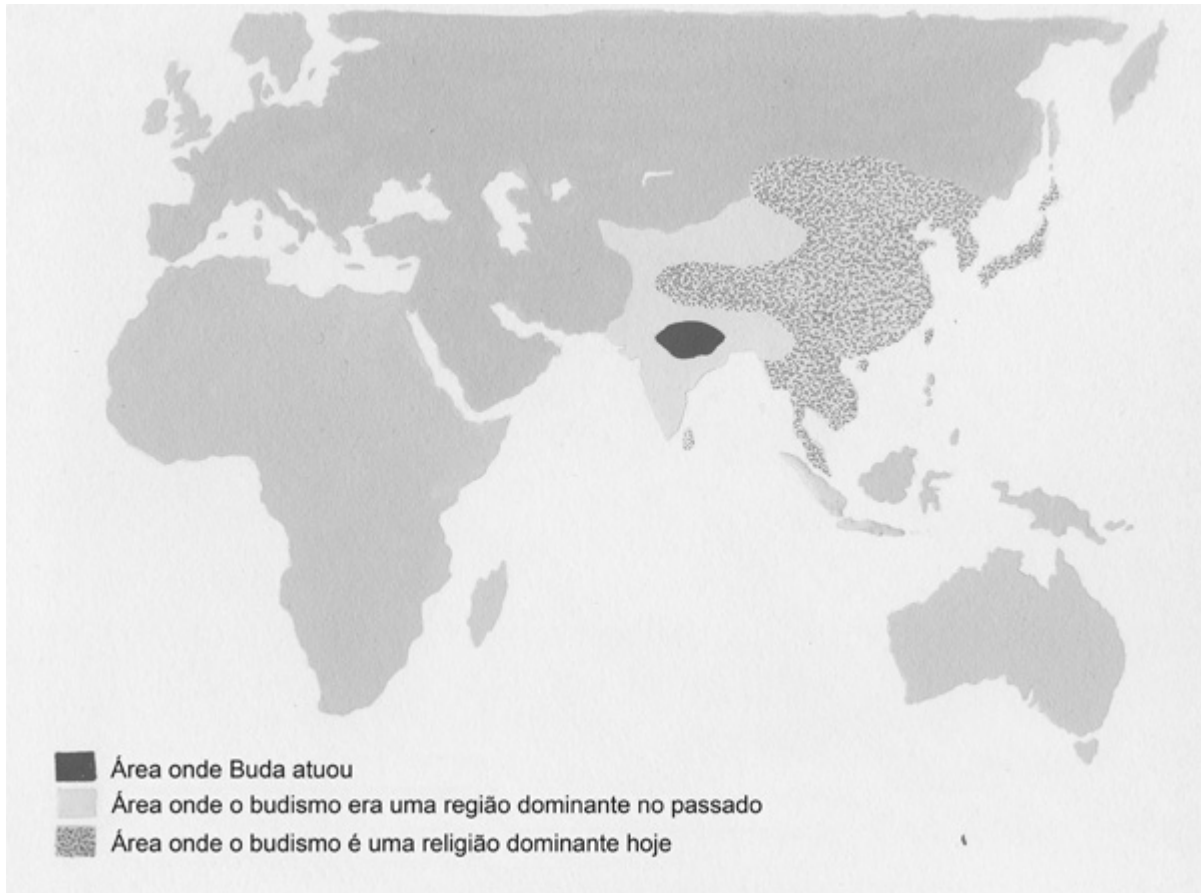 Área onde Buda atuou
Área onde o budismo era uma região dominante no passado
Área onde o budismo é uma religião dominante hoje